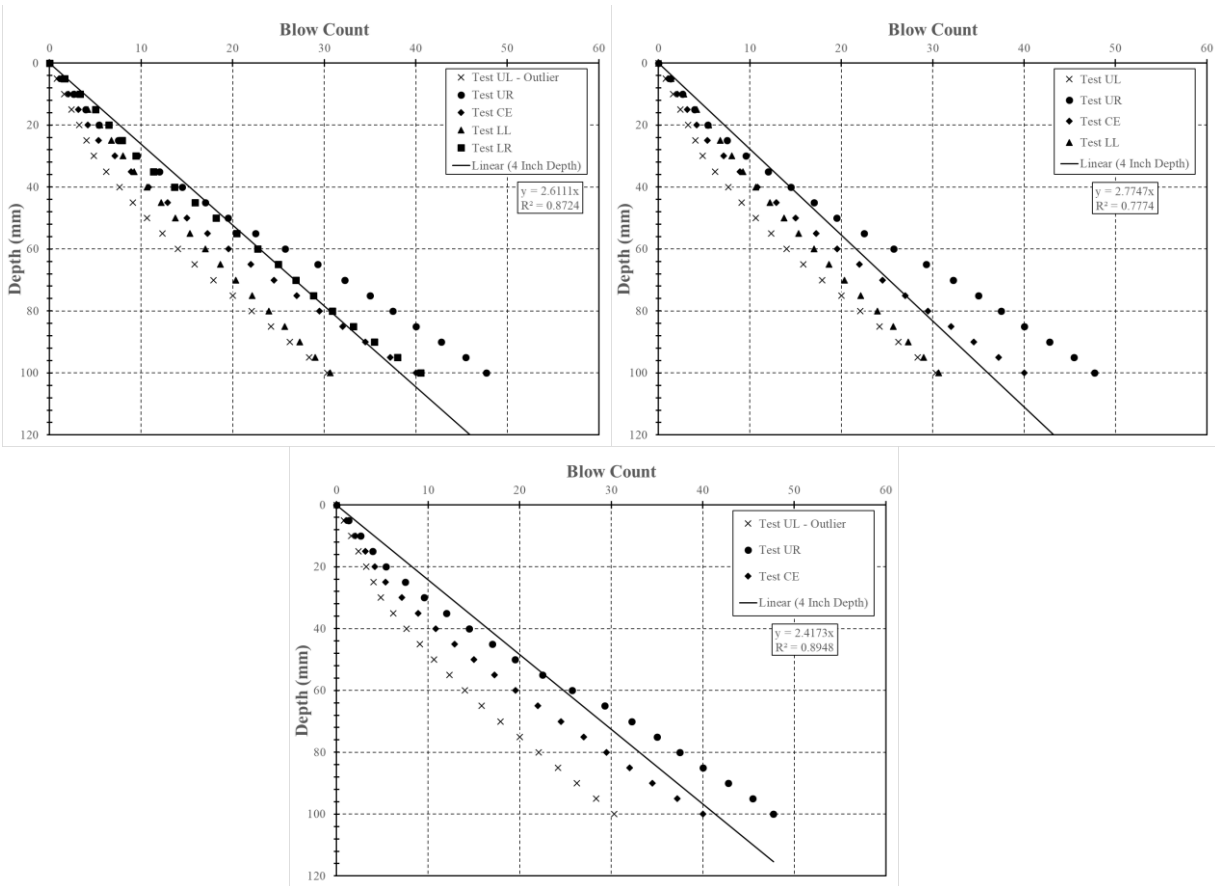 Blow Count
0 10 20 30 40 50 60
0
20
40
60
80
100
120
Depth (mm)
Test UL - Outlier
Test UR
Test CE
Test LL
Test LR
Linear (4 Inch Depth)
y = 2.6111x
R² = 0.8724
Blow Count
0 10 20 30 40 50 60
0
20
40
60
80
100
120
Depth (mm)
Test UL
Test UR
Test CE
Test LL
Linear (4 Inch Depth)
y = 2.7747x
R² = 0.7774
Blow Count
0 10 20 30 40 50 60
0
20
40
60
80
100
120
Depth (mm)
Test UL - Outlier
Test UR
Test CE
Linear (4 Inch Depth)
y = 2.4173x
R² = 0.8948